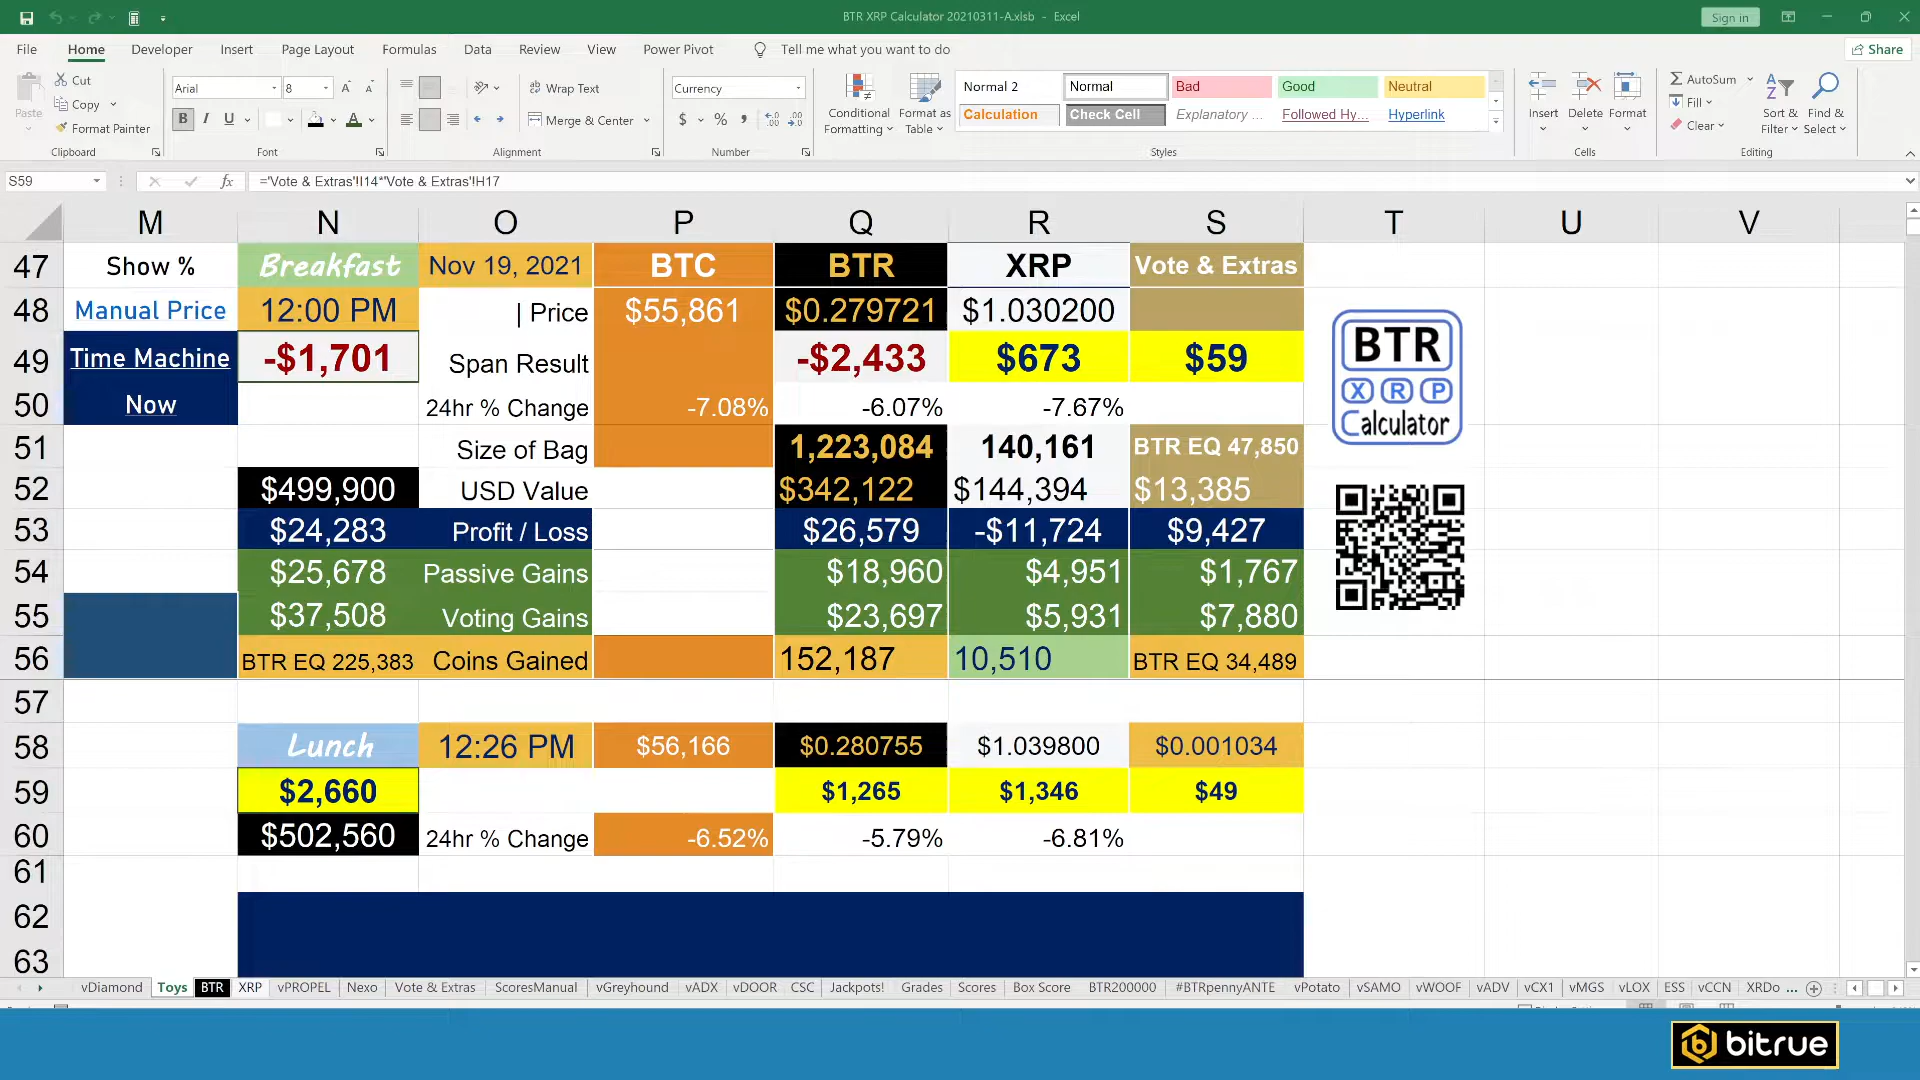 BTR XRP Calculator 20210311-A.xlsb - Excel
Sign in
File Home Developer Insert Page Layout Formulas Data Review View Power Pivot Tell me what you want to do Share
Paste
Cut
Copy
Format Painter
Clipboard
Arial 8
B I U
Font
Wrap Text
Merge & Center
Alignment
Currency
$ % ,
Number
Conditional Formatting
Format as Table
Normal 2 Normal Bad Good Neutral
Calculation Check Cell Explanatory ... Followed Hy... Hyperlink
Styles
Insert Delete Format
Cells
AutoSum
Fill
Clear
Sort & Filter
Find & Select
Editing
S59 fx ='Vote & Extras'!I14*'Vote & Extras'!H17
M N O P Q R S T U V
47 Show % Breakfast Nov 19, 2021 BTC BTR XRP Vote & Extras
48 Manual Price 12:00 PM | Price $55,861 $0.279721 $1.030200
49 Time Machine -$1,701 Span Result -$2,433 $673 $59
50 Now 24hr % Change -7.08% -6.07% -7.67%
51 Size of Bag 1,223,084 140,161 BTR EQ 47,850
52 $499,900 USD Value $342,122 $144,394 $13,385
53 $24,283 Profit / Loss $26,579 -$11,724 $9,427
54 $25,678 Passive Gains $18,960 $4,951 $1,767
55 $37,508 Voting Gains $23,697 $5,931 $7,880
56 BTR EQ 225,383 Coins Gained 152,187 10,510 BTR EQ 34,489
57
58 Lunch 12:26 PM $56,166 $0.280755 $1.039800 $0.001034
59 $2,660 $1,265 $1,346 $49
60 $502,560 24hr % Change -6.52% -5.79% -6.81%
61
62
63
BTR
X R P
Calculator
vDiamond Toys BTR XRP vPROPEL Nexo Vote & Extras ScoresManual vGreyhound vADX vDOOR CSC Jackpots! Grades Scores Box Score BTR200000 #BTRpennyANTE vPotato vSAMO vWOOF vADV vCX1 vMGS vLOX ESS vCCN XRDo ...
bitrue